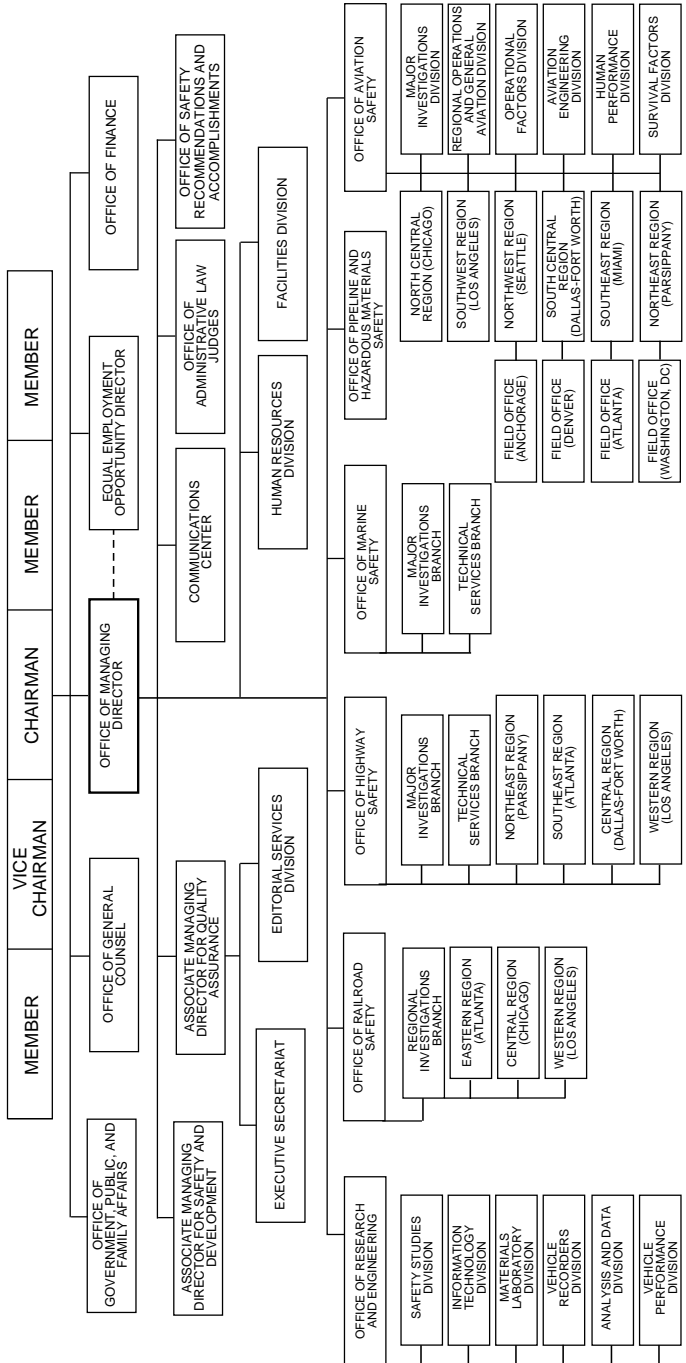 MEMBER
VICE
CHAIRMAN
CHAIRMAN
MEMBER
MEMBER
OFFICE OF
GOVERNMENT, PUBLIC, AND
FAMILY AFFAIRS
OFFICE OF GENERAL
COUNSEL
OFFICE OF MANAGING
DIRECTOR
EQUAL EMPLOYMENT
OPPORTUNITY DIRECTOR
OFFICE OF FINANCE
ASSOCIATE MANAGING
DIRECTOR FOR SAFETY AND
DEVELOPMENT
ASSOCIATE MANAGING
DIRECTOR FOR QUALITY
ASSURANCE
COMMUNICATIONS
CENTER
OFFICE OF
ADMINISTRATIVE LAW
JUDGES
OFFICE OF SAFETY
RECOMMENDATIONS AND
ACCOMPLISHMENTS
EXECUTIVE SECRETARIAT
EDITORIAL SERVICES
DIVISION
HUMAN RESOURCES
DIVISION
FACILITIES DIVISION
OFFICE OF RESEARCH
AND ENGINEERING
SAFETY STUDIES
DIVISION
INFORMATION
TECHNOLOGY
DIVISION
MATERIALS
LABORATORY
DIVISION
VEHICLE
RECORDERS
DIVISION
ANALYSIS AND DATA
DIVISION
VEHICLE
PERFORMANCE
DIVISION
OFFICE OF RAILROAD
SAFETY
REGIONAL
INVESTIGATIONS
BRANCH
EASTERN REGION
(ATLANTA)
CENTRAL REGION
(CHICAGO)
WESTERN REGION
(LOS ANGELES)
OFFICE OF HIGHWAY
SAFETY
MAJOR
INVESTIGATIONS
BRANCH
TECHNICAL
SERVICES BRANCH
NORTHEAST REGION
(PARSIPPANY)
SOUTHEAST REGION
(ATLANTA)
CENTRAL REGION
(DALLAS-FORT WORTH)
WESTERN REGION
(LOS ANGELES)
OFFICE OF MARINE
SAFETY
MAJOR
INVESTIGATIONS
BRANCH
TECHNICAL
SERVICES BRANCH
OFFICE OF PIPELINE AND
HAZARDOUS MATERIALS
SAFETY
OFFICE OF AVIATION
SAFETY
NORTH CENTRAL
REGION (CHICAGO)
MAJOR
INVESTIGATIONS
DIVISION
SOUTHWEST REGION
(LOS ANGELES)
REGIONAL OPERATIONS
AND GENERAL
AVIATION DIVISION
FIELD OFFICE
(ANCHORAGE)
NORTHWEST REGION
(SEATTLE)
OPERATIONAL
FACTORS DIVISION
FIELD OFFICE
(DENVER)
SOUTH CENTRAL
REGION
(DALLAS-FORT WORTH)
AVIATION
ENGINEERING
DIVISION
FIELD OFFICE
(ATLANTA)
SOUTHEAST REGION
(MIAMI)
HUMAN
PERFORMANCE
DIVISION
FIELD OFFICE
(WASHINGTON, DC)
NORTHEAST REGION
(PARSIPPANY)
SURVIVAL FACTORS
DIVISION